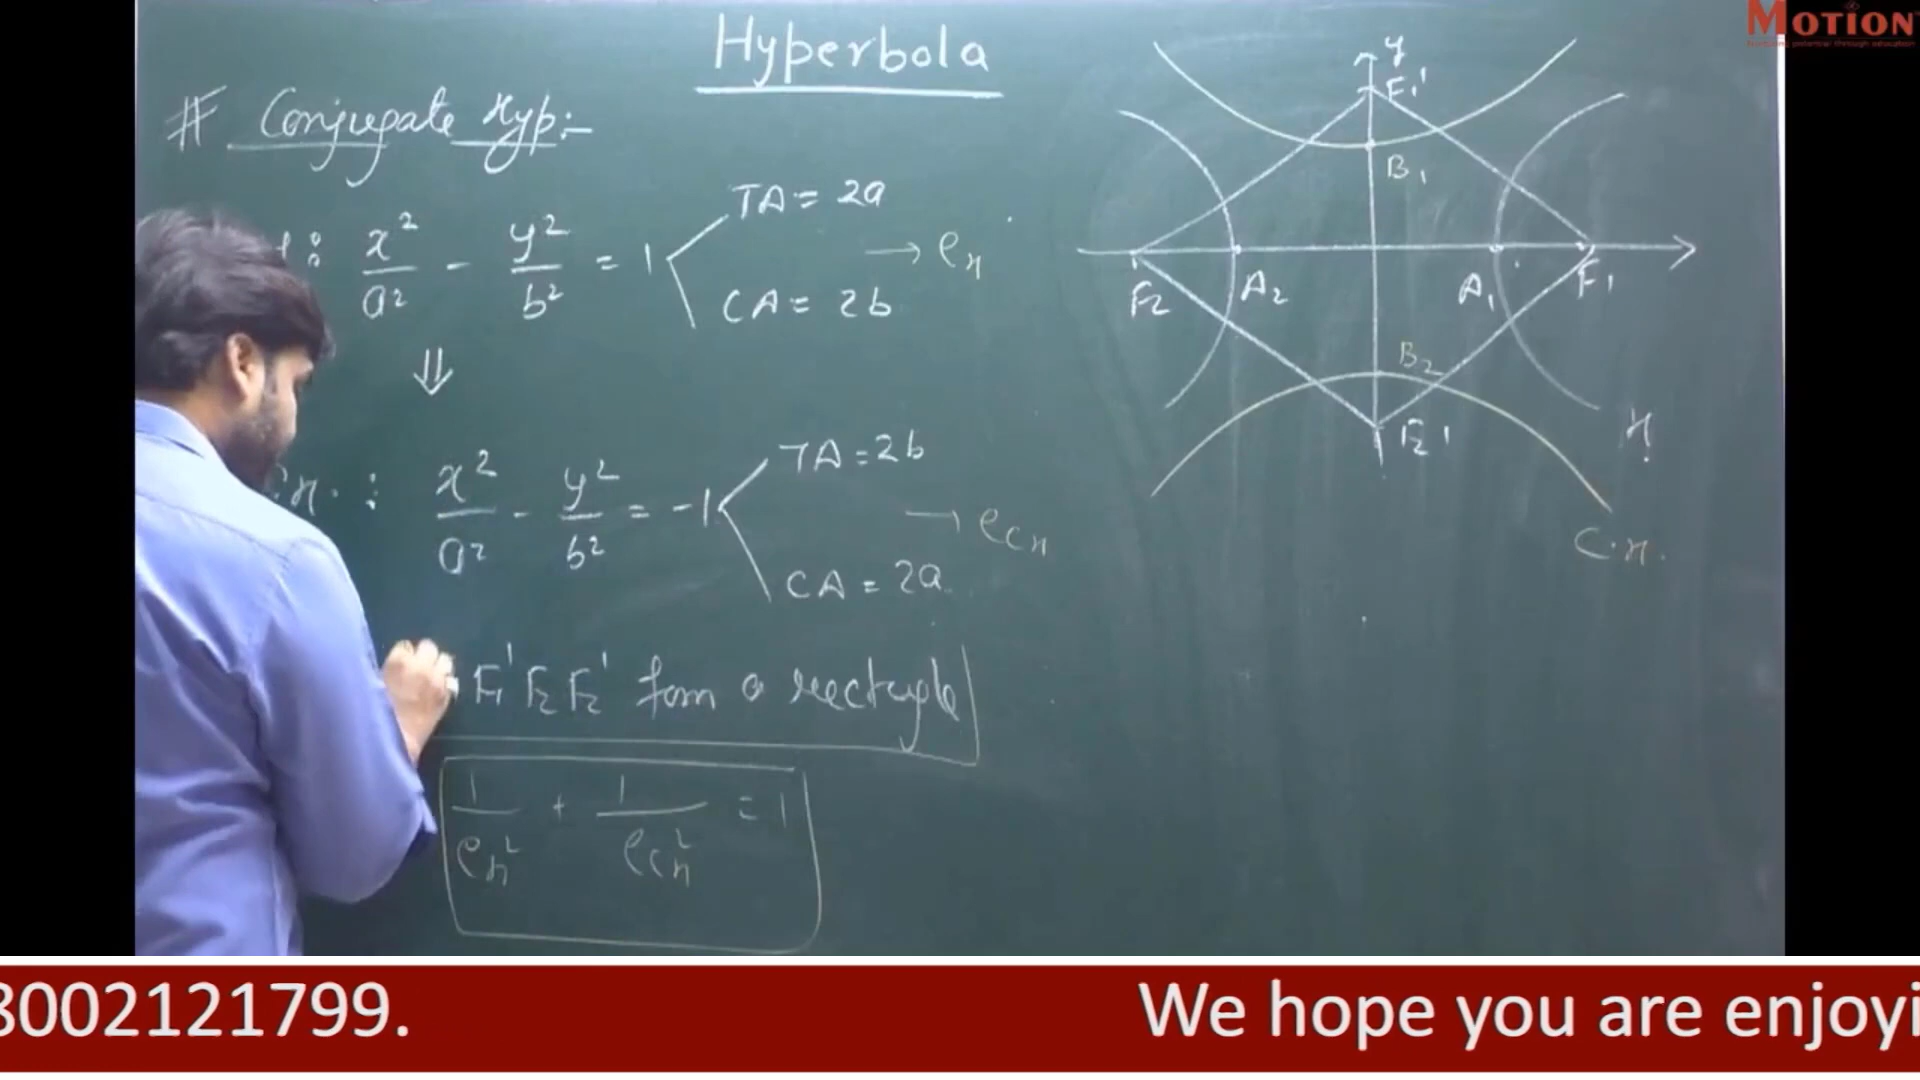 MOTION
Hyperbola
# Conjugate Hyp:-
x²/a² - y²/b² = 1
TA = 2a
CA = 2b
→ eH
⇓
C.H. : x²/a² - y²/b² = -1
TA = 2b
CA = 2a
→ eCH
F₁' F₂ F₂' form a rectangle
1/eH² + 1/eCH² = 1
y
F₁'
B₁
F₂
A₂
A₁
F₁
B₂
F₂'
H
C.H.
8002121799.
We hope you are enjoyi